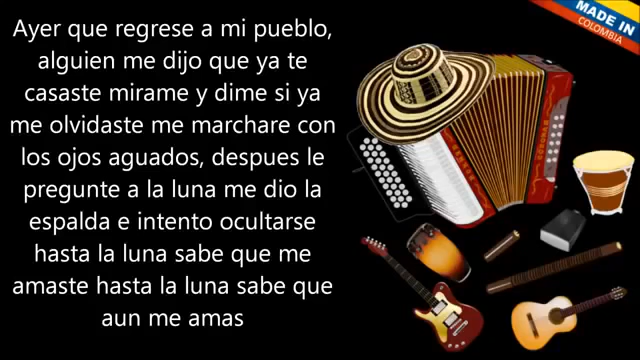 Ayer que regrese a mi pueblo,
alguien me dijo que ya te
casaste mirame y dime si ya
me olvidaste me marchare con
los ojos aguados, despues le
pregunte a la luna me dio la
espalda e intento ocultarse
hasta la luna sabe que me
amaste hasta la luna sabe que
aun me amas
MADE IN
COLOMBIA
HOHNER